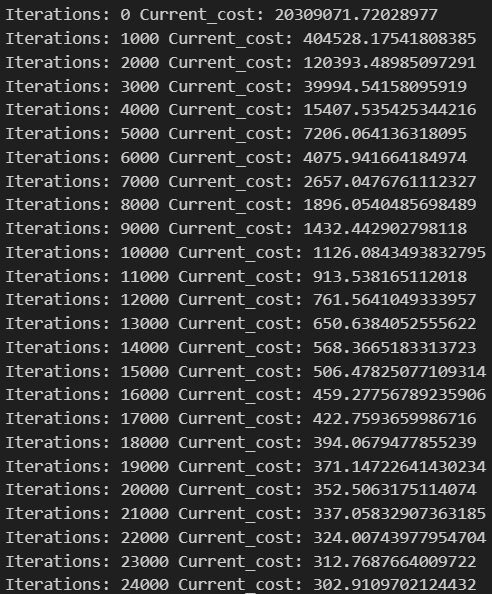 Iterations: 0 Current_cost: 20309071.72028977
Iterations: 1000 Current_cost: 404528.17541808385
Iterations: 2000 Current_cost: 120393.48985097291
Iterations: 3000 Current_cost: 39994.54158095919
Iterations: 4000 Current_cost: 15407.535425344216
Iterations: 5000 Current_cost: 7206.064136318095
Iterations: 6000 Current_cost: 4075.941664184974
Iterations: 7000 Current_cost: 2657.0476761112327
Iterations: 8000 Current_cost: 1896.0540485698489
Iterations: 9000 Current_cost: 1432.442902798118
Iterations: 10000 Current_cost: 1126.0843493832795
Iterations: 11000 Current_cost: 913.538165112018
Iterations: 12000 Current_cost: 761.5641049333957
Iterations: 13000 Current_cost: 650.6384052555622
Iterations: 14000 Current_cost: 568.3665183313723
Iterations: 15000 Current_cost: 506.47825077109314
Iterations: 16000 Current_cost: 459.27756789235906
Iterations: 17000 Current_cost: 422.7593659986716
Iterations: 18000 Current_cost: 394.0679477855239
Iterations: 19000 Current_cost: 371.14722641430234
Iterations: 20000 Current_cost: 352.5063175114074
Iterations: 21000 Current_cost: 337.05832907363185
Iterations: 22000 Current_cost: 324.00743977954704
Iterations: 23000 Current_cost: 312.7687664009722
Iterations: 24000 Current_cost: 302.9109702124432